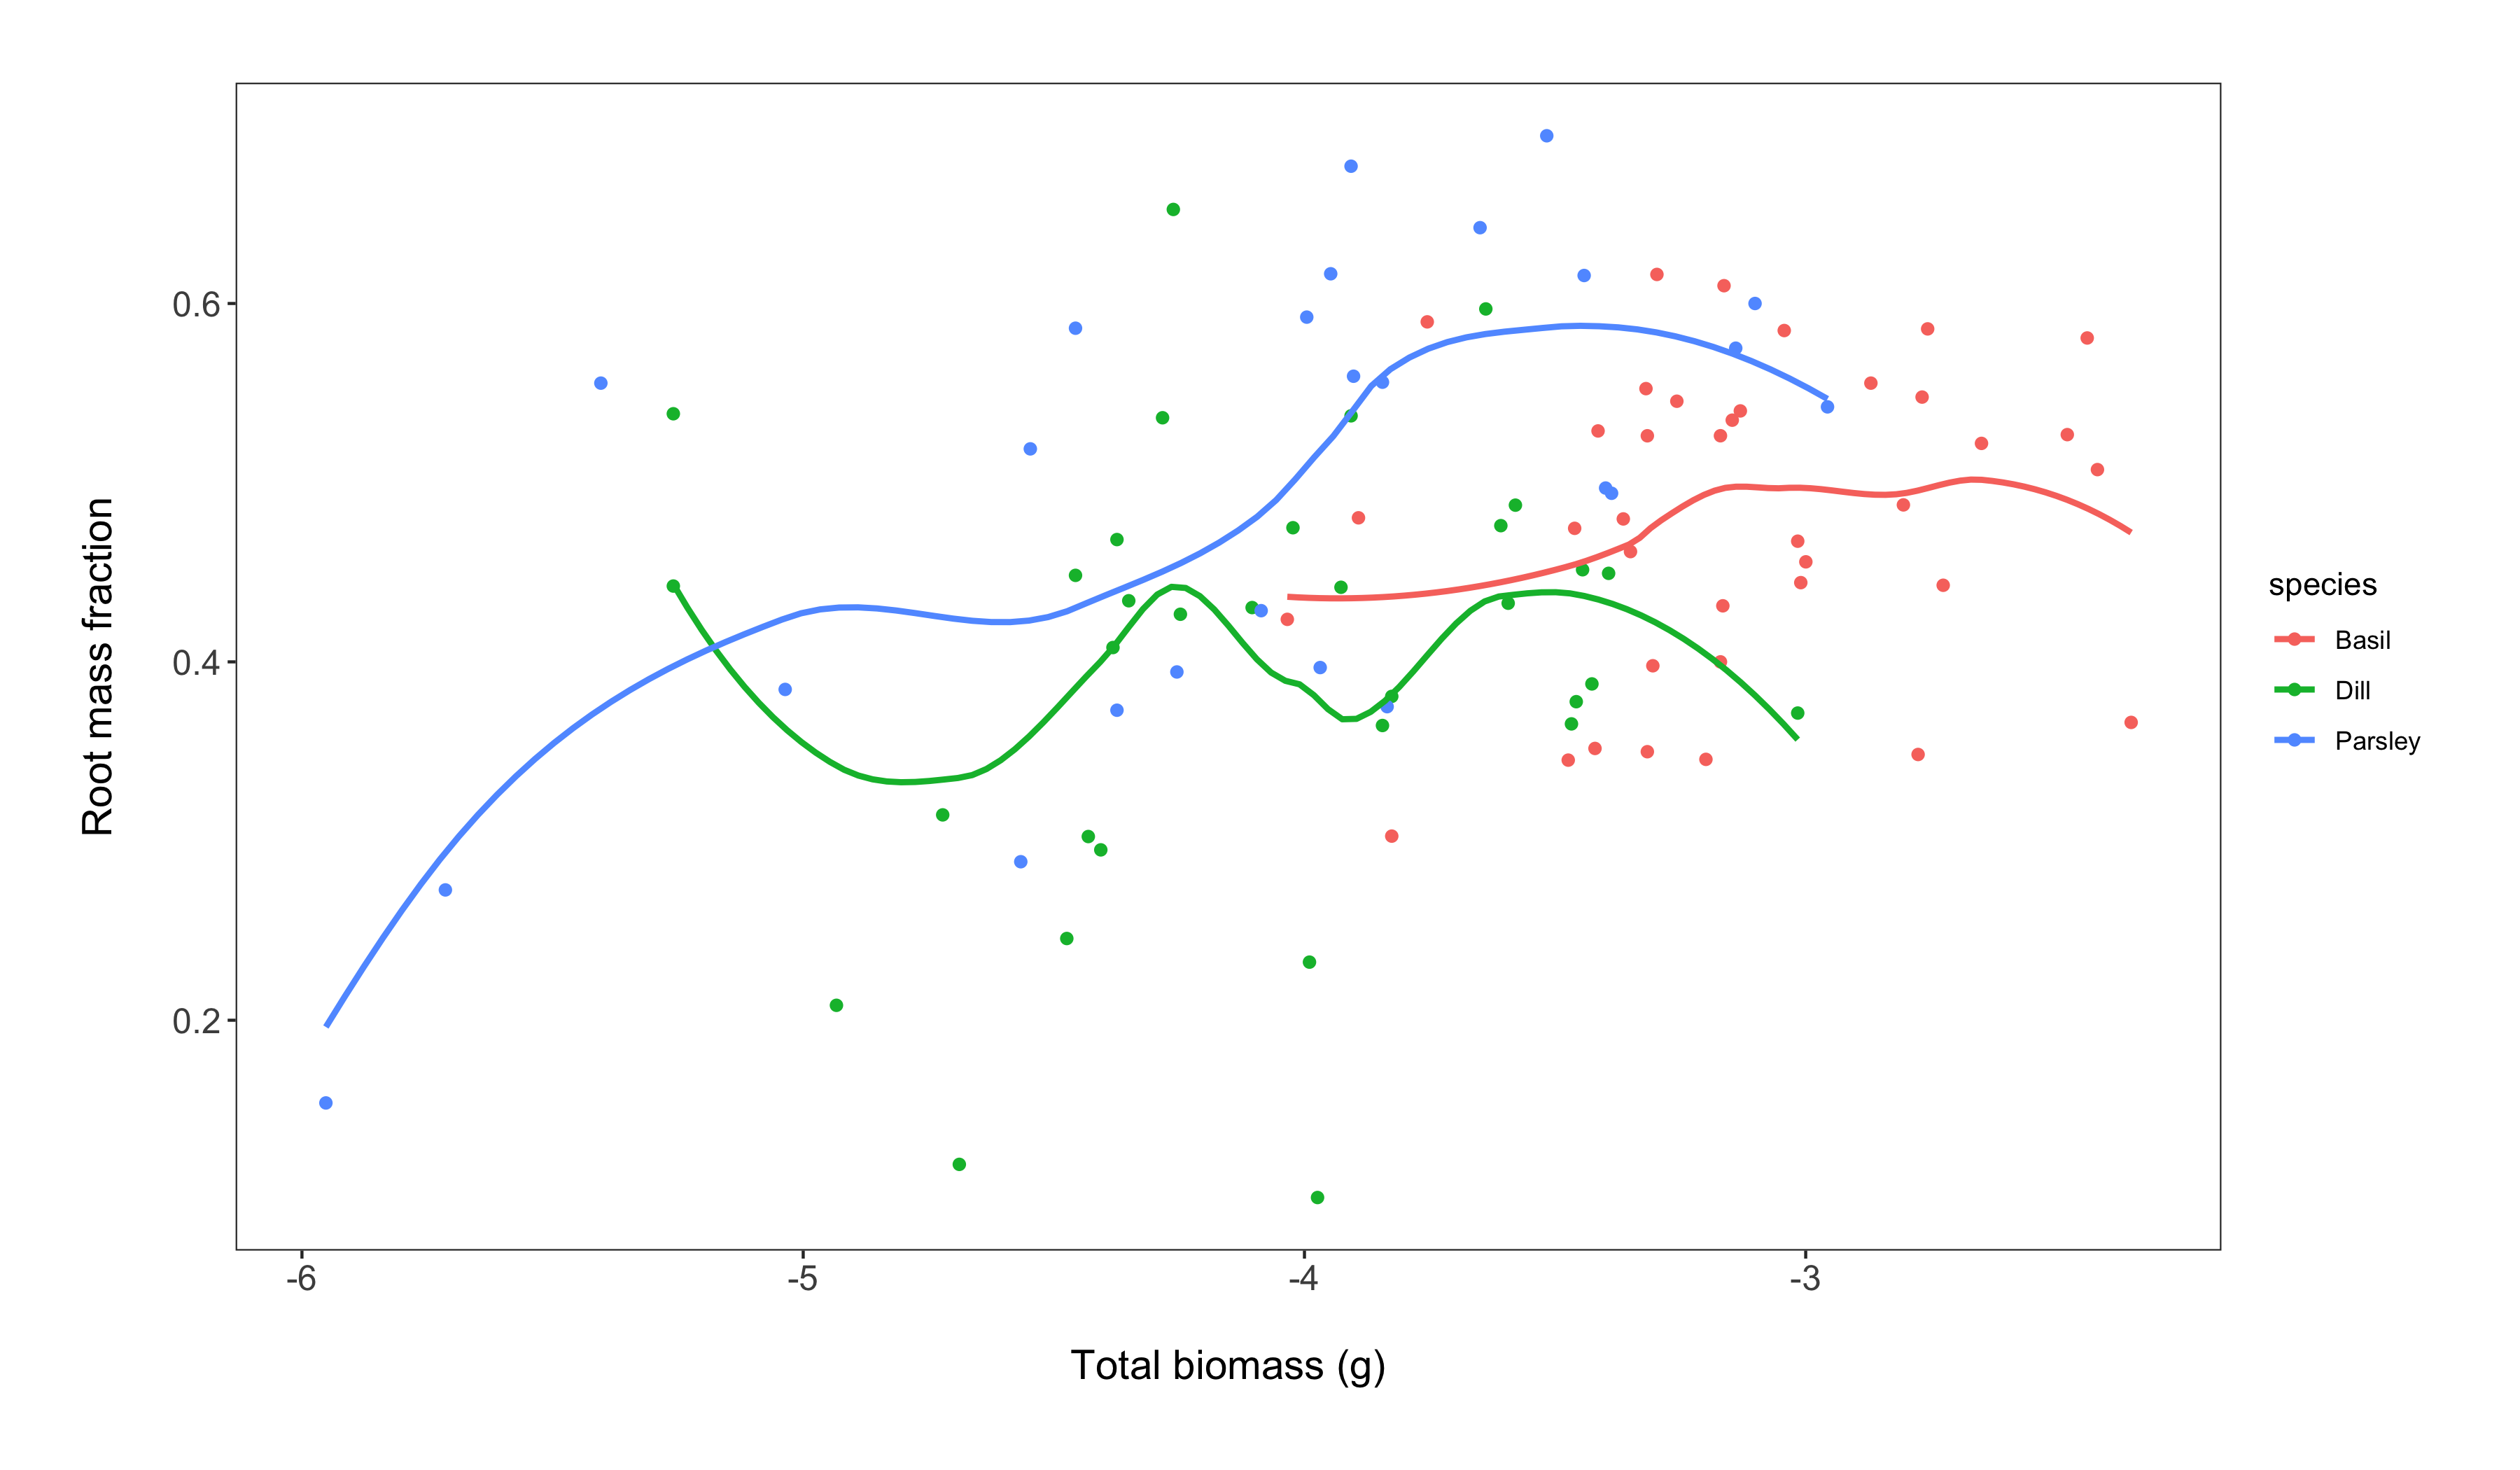 Root mass fraction
0.6
0.4
0.2
-6
-5
-4
-3
Total biomass (g)
species
Basil
Dill
Parsley